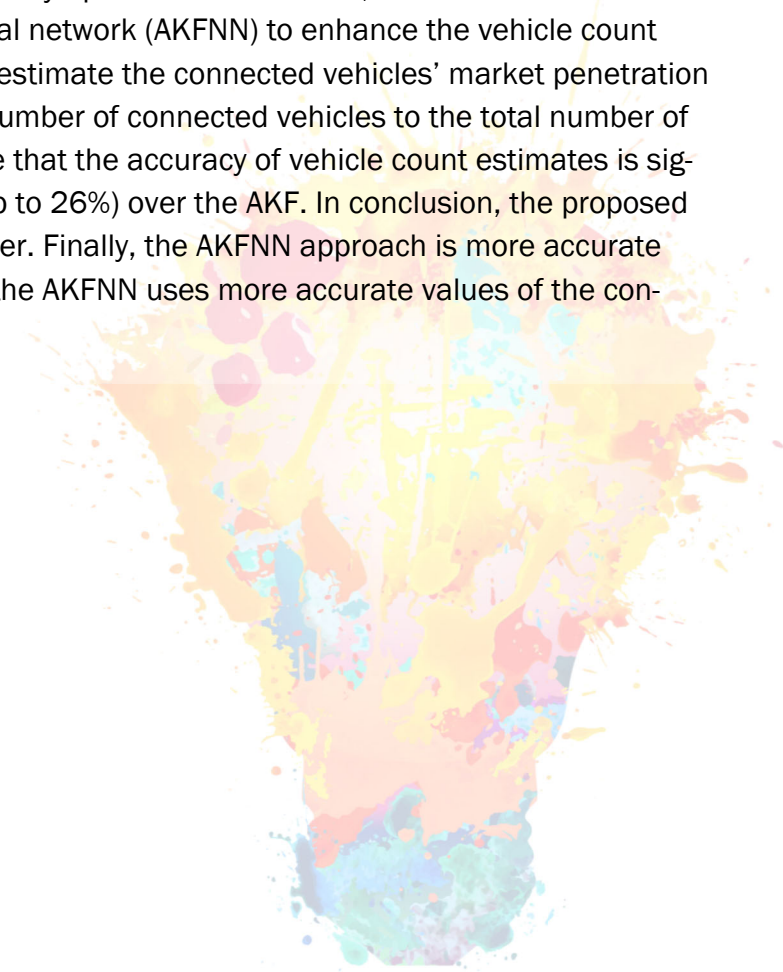 al network (AKFNN) to enhance the vehicle count
estimate the connected vehicles’ market penetration
umber of connected vehicles to the total number of
e that the accuracy of vehicle count estimates is sig-
to 26%) over the AKF. In conclusion, the proposed
er. Finally, the AKFNN approach is more accurate
he AKFNN uses more accurate values of the con-